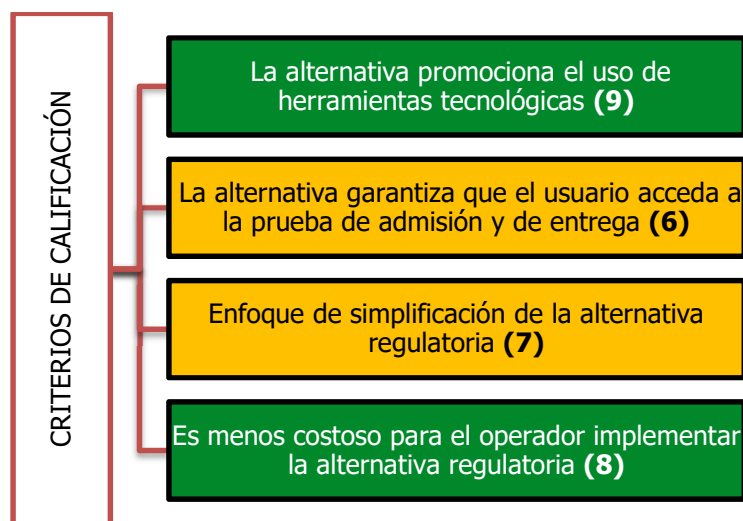 CRITERIOS DE CALIFICACIÓN
La alternativa promociona el uso de
herramientas tecnológicas (9)
La alternativa garantiza que el usuario acceda a
la prueba de admisión y de entrega (6)
Enfoque de simplificación de la alternativa
regulatoria (7)
Es menos costoso para el operador implementar
la alternativa regulatoria (8)